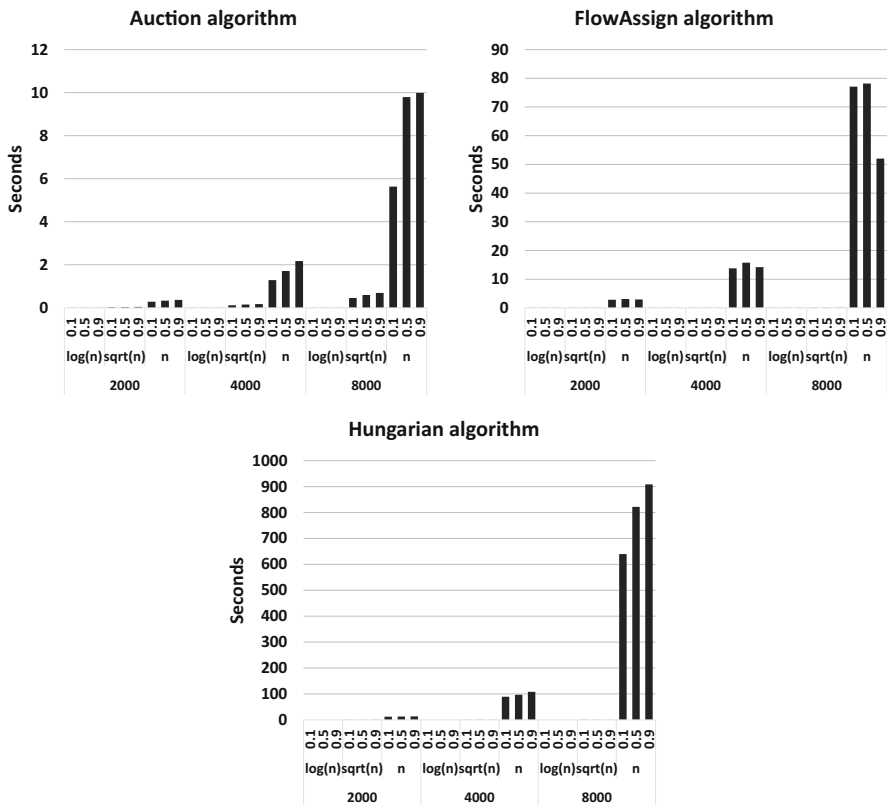 Auction algorithm
12
10
8
6
4
2
0
Seconds
0.1 0.5 0.9 0.1 0.5 0.9 0.1 0.5 0.9 0.1 0.5 0.9 0.1 0.5 0.9 0.1 0.5 0.9 0.1 0.5 0.9 0.1 0.5 0.9 0.1 0.5 0.9
log(n) sqrt(n) n log(n) sqrt(n) n log(n) sqrt(n) n
2000 4000 8000
FlowAssign algorithm
90
80
70
60
50
40
30
20
10
0
Seconds
0.1 0.5 0.9 0.1 0.5 0.9 0.1 0.5 0.9 0.1 0.5 0.9 0.1 0.5 0.9 0.1 0.5 0.9 0.1 0.5 0.9 0.1 0.5 0.9 0.1 0.5 0.9
log(n) sqrt(n) n log(n) sqrt(n) n log(n) sqrt(n) n
2000 4000 8000
Hungarian algorithm
1000
900
800
700
600
500
400
300
200
100
0
Seconds
0.1 0.5 0.9 0.1 0.5 0.9 0.1 0.5 0.9 0.1 0.5 0.9 0.1 0.5 0.9 0.1 0.5 0.9 0.1 0.5 0.9 0.1 0.5 0.9 0.1 0.5 0.9
log(n) sqrt(n) n log(n) sqrt(n) n log(n) sqrt(n) n
2000 4000 8000